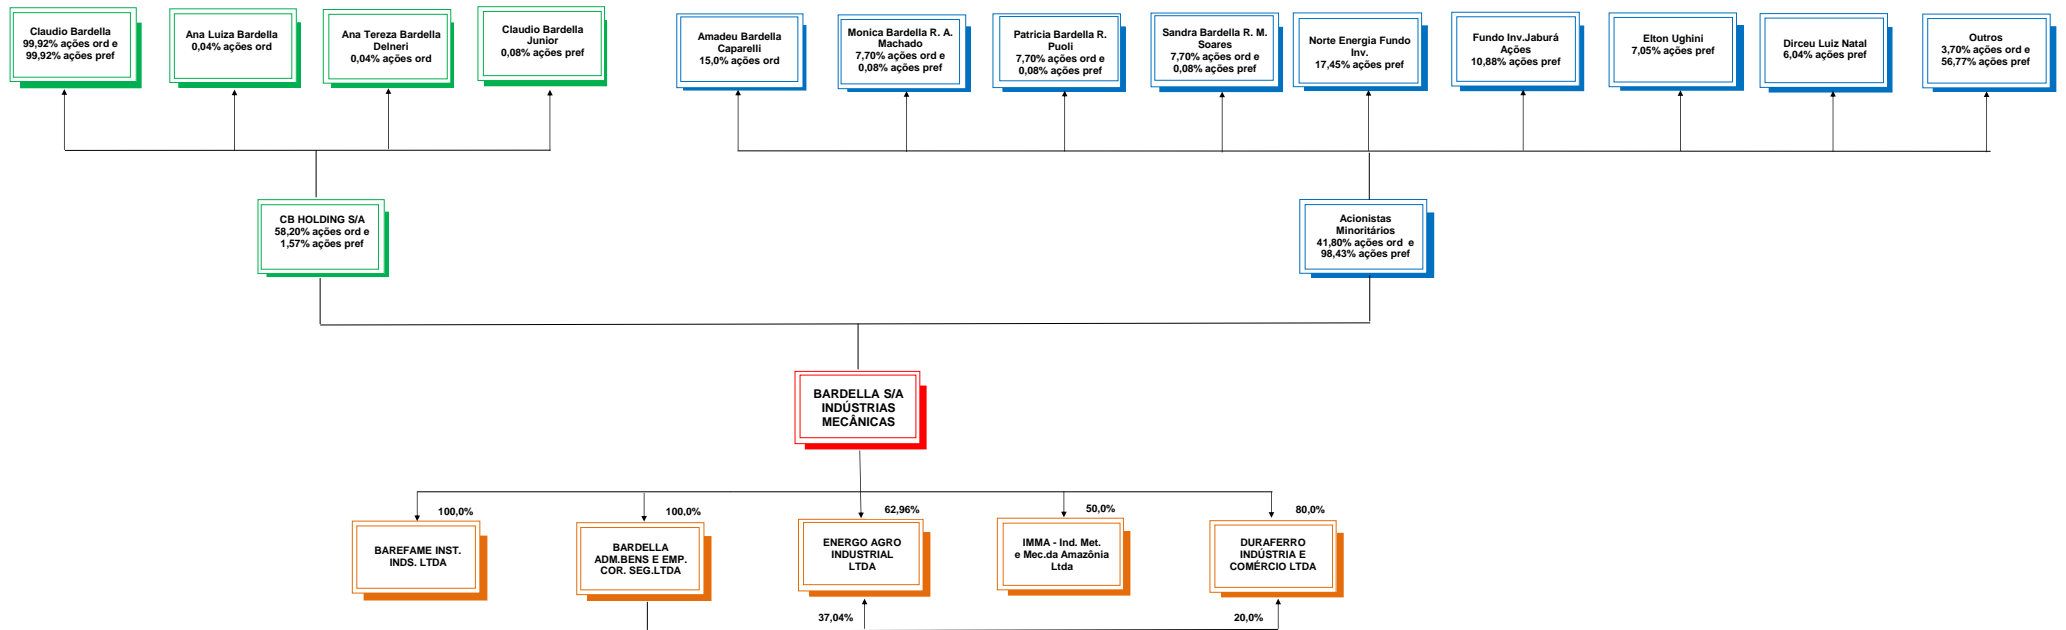 Claudio Bardella
99,92% ações ord e
99,92% ações pref
Ana Luiza Bardella
0,04% ações ord
Ana Tereza Bardella
Delneri
0,04% ações ord
Claudio Bardella
Junior
0,08% ações pref
Amadeu Bardella
Caparelli
15,0% ações ord
Monica Bardella R. A.
Machado
7,70% ações ord e
0,08% ações pref
Patricia Bardella R.
Puoli
7,70% ações ord e
0,08% ações pref
Sandra Bardella R. M.
Soares
7,70% ações ord e
0,08% ações pref
Norte Energia Fundo
Inv.
17,45% ações pref
Fundo Inv.Jaburá
Ações
10,88% ações pref
Elton Ughini
7,05% ações pref
Dirceu Luiz Natal
6,04% ações pref
Outros
3,70% ações ord e
56,77% ações pref
CB HOLDING S/A
58,20% ações ord e
1,57% ações pref
Acionistas
Minoritários
41,80% ações ord e
98,43% ações pref
BARDELLA S/A
INDÚSTRIAS
MECÂNICAS
100,0%
100,0%
62,96%
50,0%
80,0%
BAREFAME INST.
INDS. LTDA
BARDELLA
ADM.BENS E EMP.
COR. SEG.LTDA
ENERGO AGRO
INDUSTRIAL
LTDA
IMMA - Ind. Met.
e Mec.da Amazônia
Ltda
DURAFERRO
INDÚSTRIA E
COMÉRCIO LTDA
37,04%
20,0%